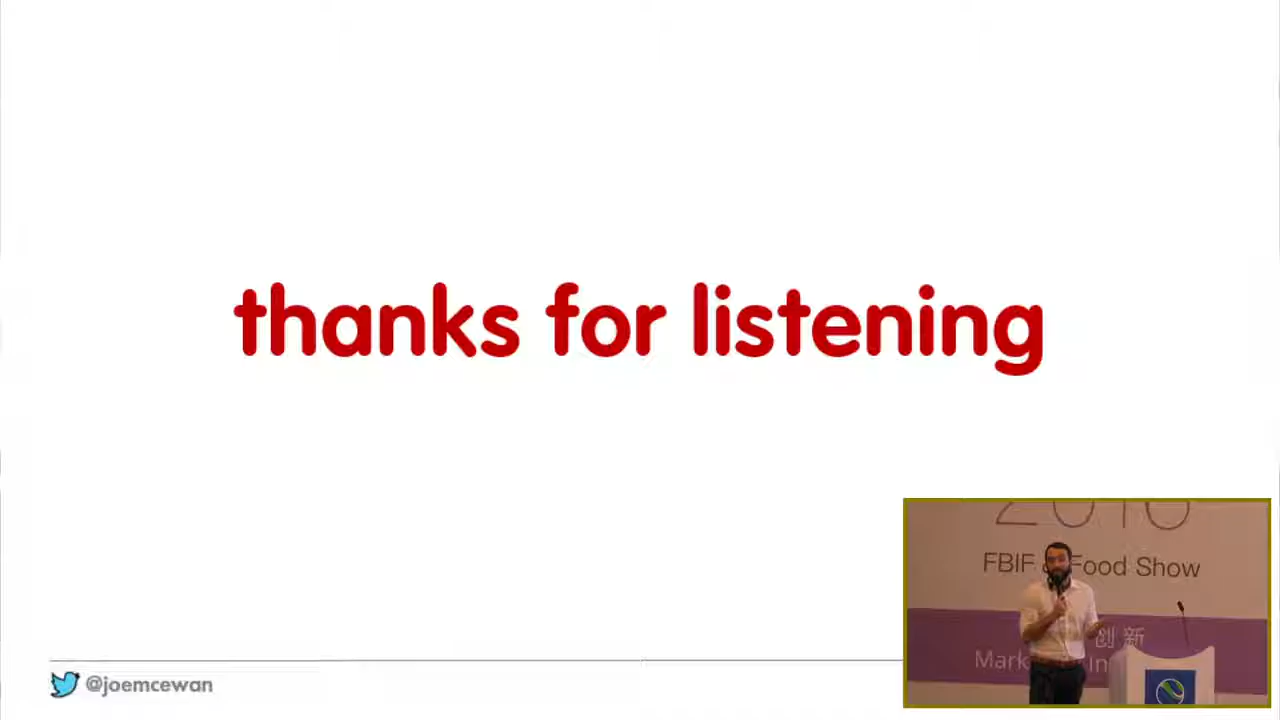 thanks for listening
@joemcewan
FBIF & Food Show
创新